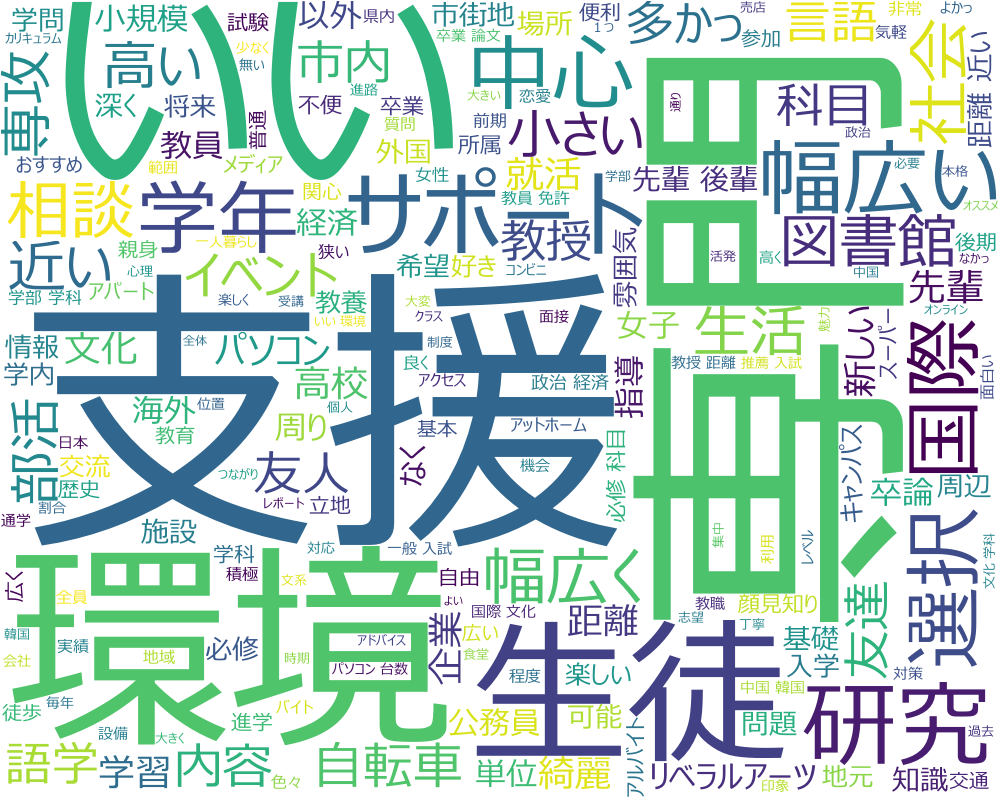 学問
カリキュラム
小規模
試験
少なく
無い
以外
県内
市街地
卒業 論文
場所
便利
1つ
多かっ
売店
参加
言語
非常
気軽
よかっ
社会
近い
距離
専攻
高い
深く
将来
いい
市内
進路
不便
卒業
質問
中心
大きい
恋愛
前期
所属
小さい
専門
通り
科目
政治
幅広い
必要
本格
オススメ
おすすめ
教員
普通
メディア
範囲
外国
女性
就活
学部
先輩 後輩
相談
学年
関心
経済
サポート
教員 免許
教授
図書館
後期
なかっ
近い
親身
心理
一人暮らし
狭い
イベント
希望
好き
コンビニ
雰囲気
活発
高く
中国
先輩
学部 学科
アパート
楽しく
受講
教養
大変
クラス
面接
女子
生活
魅力
新しい
スーパー
オンライン
国際
面白い
情報
文化
全体
パソコン
いい 環境
制度
良く
アクセス
政治 経済
指導
教授 距離
推薦 入試
学内
海外
位置
高校
個人
支援
部活
教育
周り
基本
アットホーム
日本
交流
つながり
友人
なく
機会
必修 科目
キャンパス
卒論
周辺
歴史
レポート
立地
割合
通学
施設
対応
一般 入試
集中
利用
レベル
選択
文化 学科
学科
積極
文系
幅広く
広く
全員
環境
自由
よい
国際 文化
距離
教職
志望
顔見知り
丁寧
友達
韓国
実績
地域
必修
アドバイス
企業
広い
食堂
生徒
基礎
会社
時期
パソコン 台数
程度
楽しい
入学
対策
徒歩
毎年
設備
大きく
進学
バイト
公務員
可能
アルバイト
中国 韓国
問題
研究
過去
語学
学習
内容
色々
自転車
単位
綺麗
リベラルアーツ
印象
地元
知識
交通